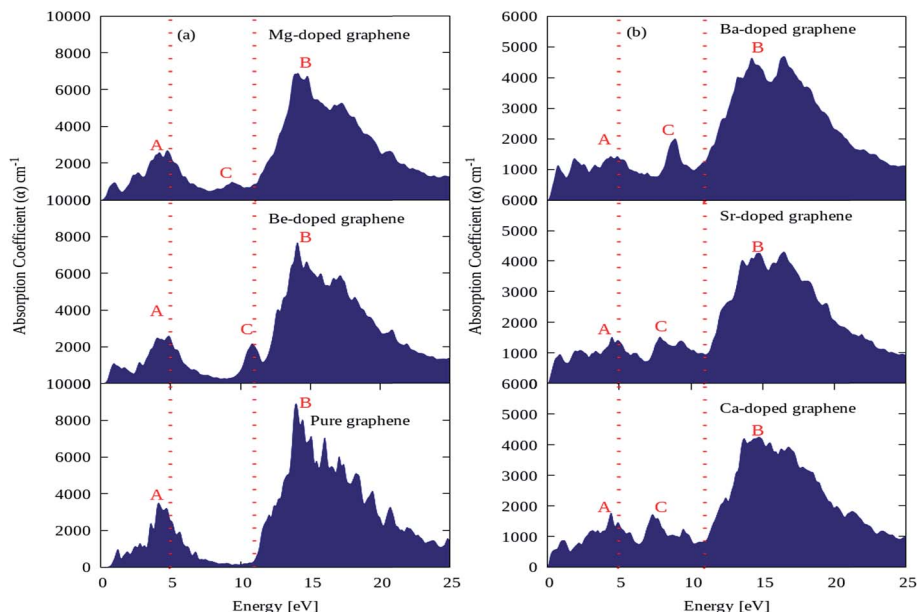 10000
(a)
Mg-doped graphene
B
8000
6000
4000
A
C
2000
10000
0
Be-doped graphene
B
8000
6000
4000
A
C
2000
10000
0
B
Pure graphene
8000
6000
4000
A
2000
0
0
5
10
15
20
25
Energy [eV]
Absorption Coefficient (α) cm⁻¹
6000
(b)
Ba-doped graphene
B
5000
4000
3000
2000
A
C
1000
6000
0
Sr-doped graphene
B
5000
4000
3000
2000
A
C
1000
6000
0
Ca-doped graphene
B
5000
4000
3000
2000
A
C
1000
0
0
5
10
15
20
25
Energy [eV]
Absorption Coefficient (α) cm⁻¹